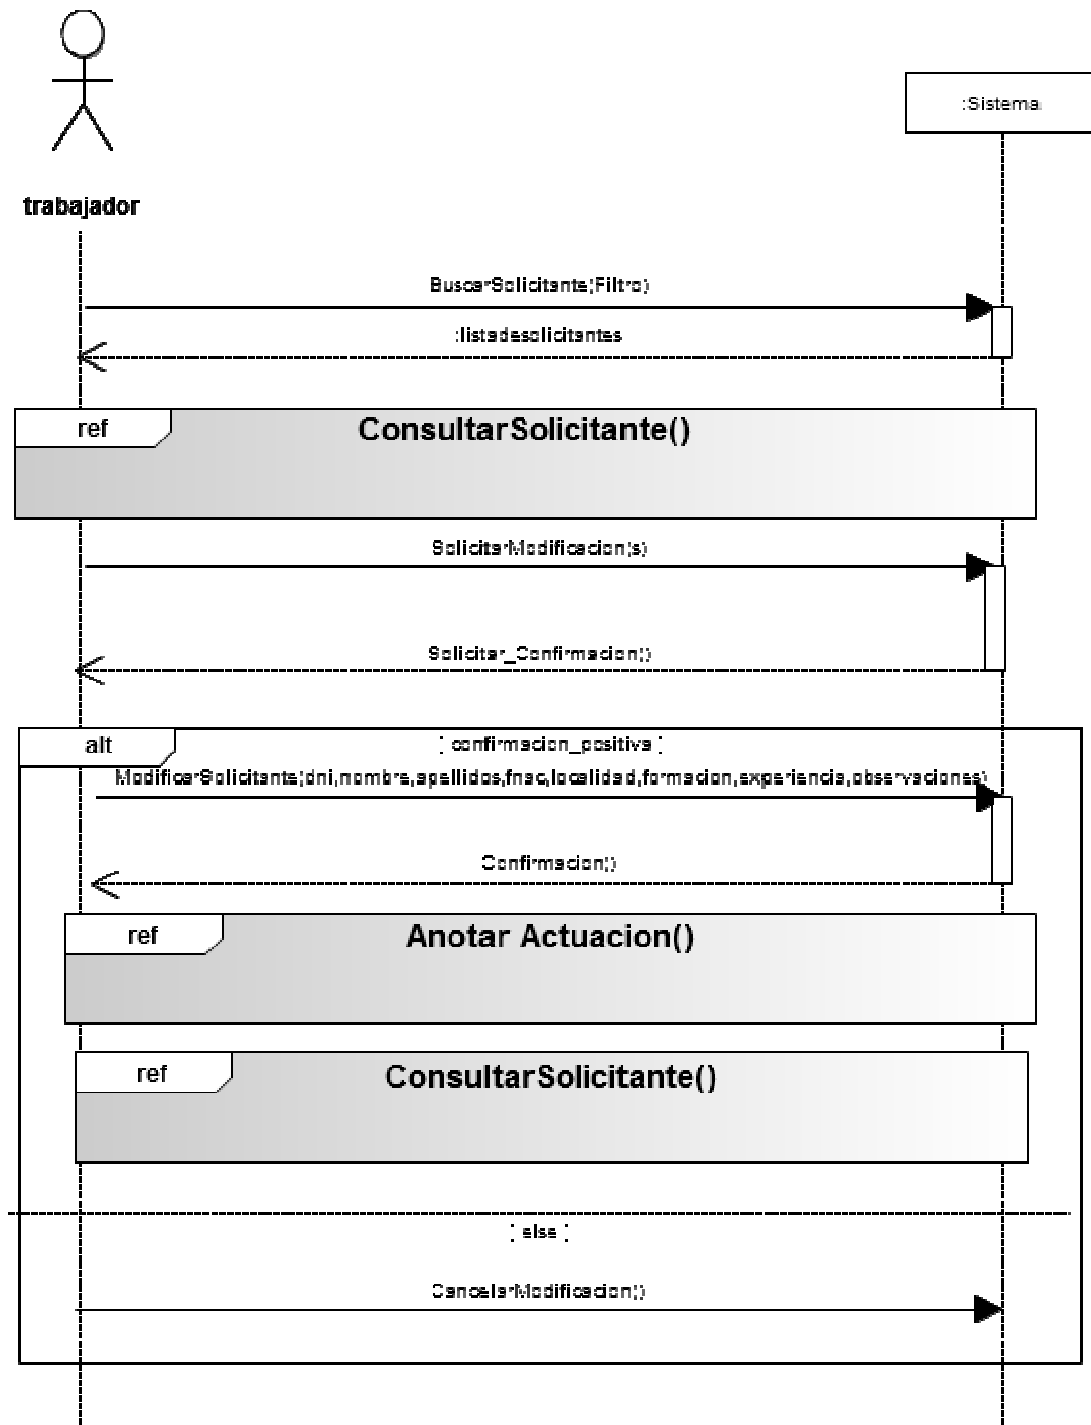 :Sistema
trabajador
BuscarSolicitante(Filtro)
:listadesolicitantes
ref
ConsultarSolicitante()
SolicitarModificacion(s)
Solicitar_Confirmacion()
alt
[ confirmacion_positiva ]
ModificarSolicitante(dni,nombre,apellidos,fnac,localidad,formacion,experiencia,observaciones)
Confirmacion()
ref
Anotar Actuacion()
ref
ConsultarSolicitante()
[ else ]
CancelarModificacion()